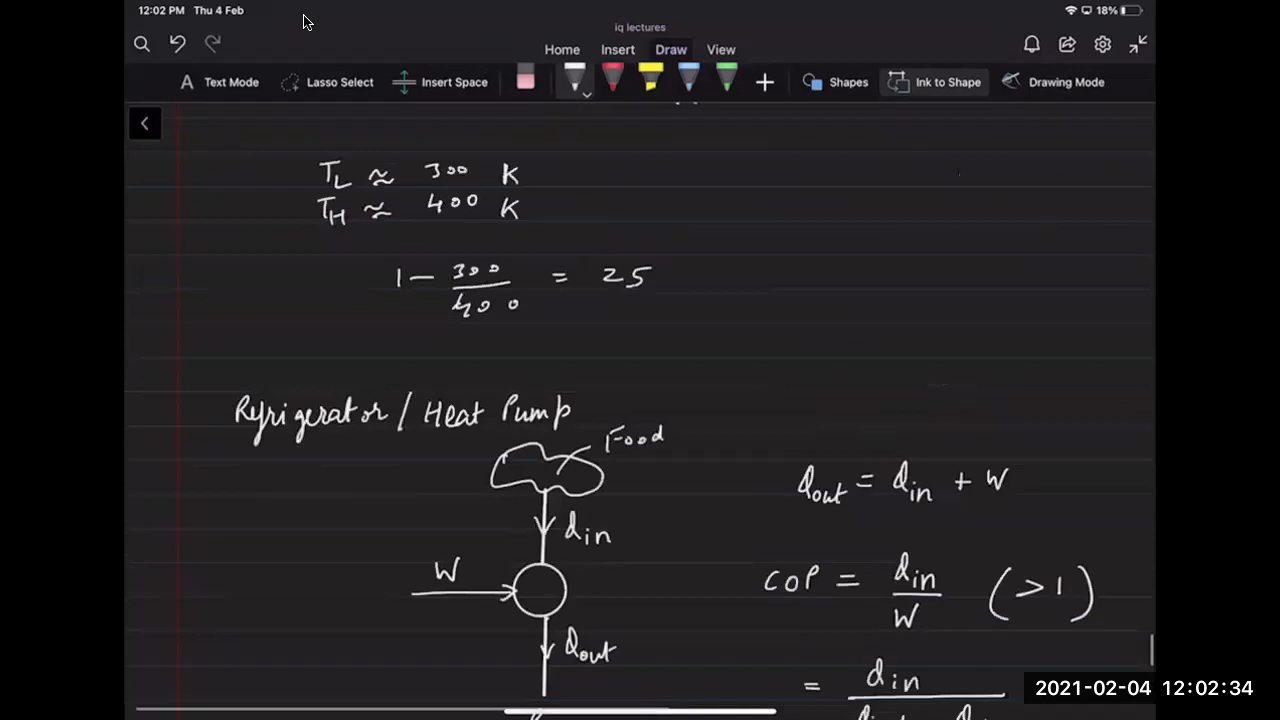 12:02 PM Thu 4 Feb
18%
iq lectures
Home Insert Draw View
Text Mode Lasso Select Insert Space Shapes Ink to Shape Drawing Mode
T_L ≈ 300 K
T_H ≈ 400 K
1 - 300/400 = 25
Refrigerator / Heat Pump
Food
Q_out = Q_in + W
Q_in
W
COP = Q_in/W (>1)
Q_out
= Q_in
2021-02-04 12:02:34